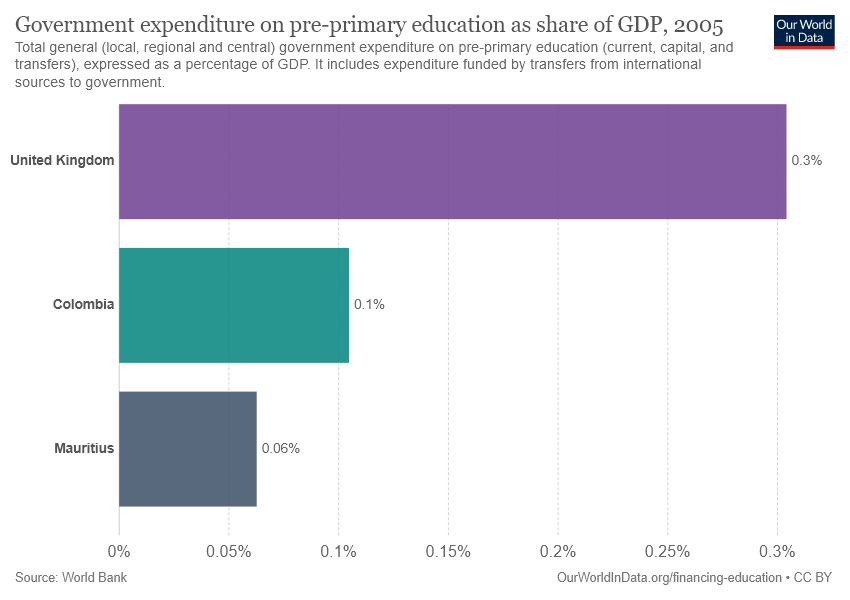 Government expenditure on pre-primary education as share of GDP, 2005
Our World
in Data
Total general (local, regional and central) government expenditure on pre-primary education (current, capital, and
transfers), expressed as a percentage of GDP. It includes expenditure funded by transfers from international
sources to government.
United Kingdom
0.3%
Colombia
0.1%
Mauritius
0.06%
0%
0.05%
0.1%
0.15%
0.2%
0.25%
0.3%
Source: World Bank
OurWorldInData.org/financing-education • CC BY